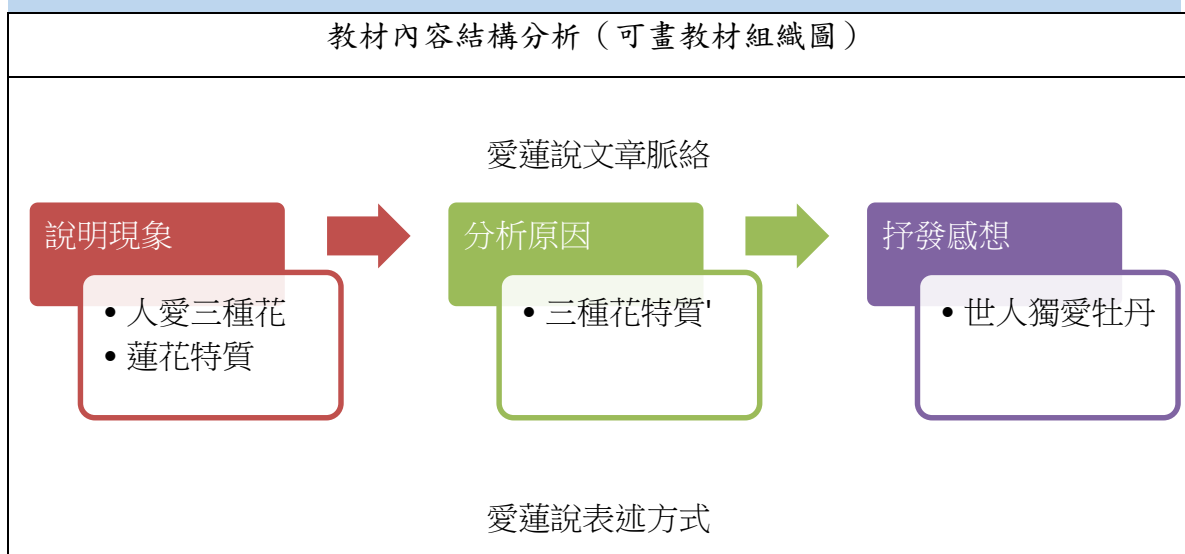 教材內容結構分析（可畫教材組織圖）
愛蓮說文章脈絡
說明現象
• 人愛三種花
• 蓮花特質
分析原因
• 三種花特質'
抒發感想
• 世人獨愛牡丹
愛蓮說表述方式